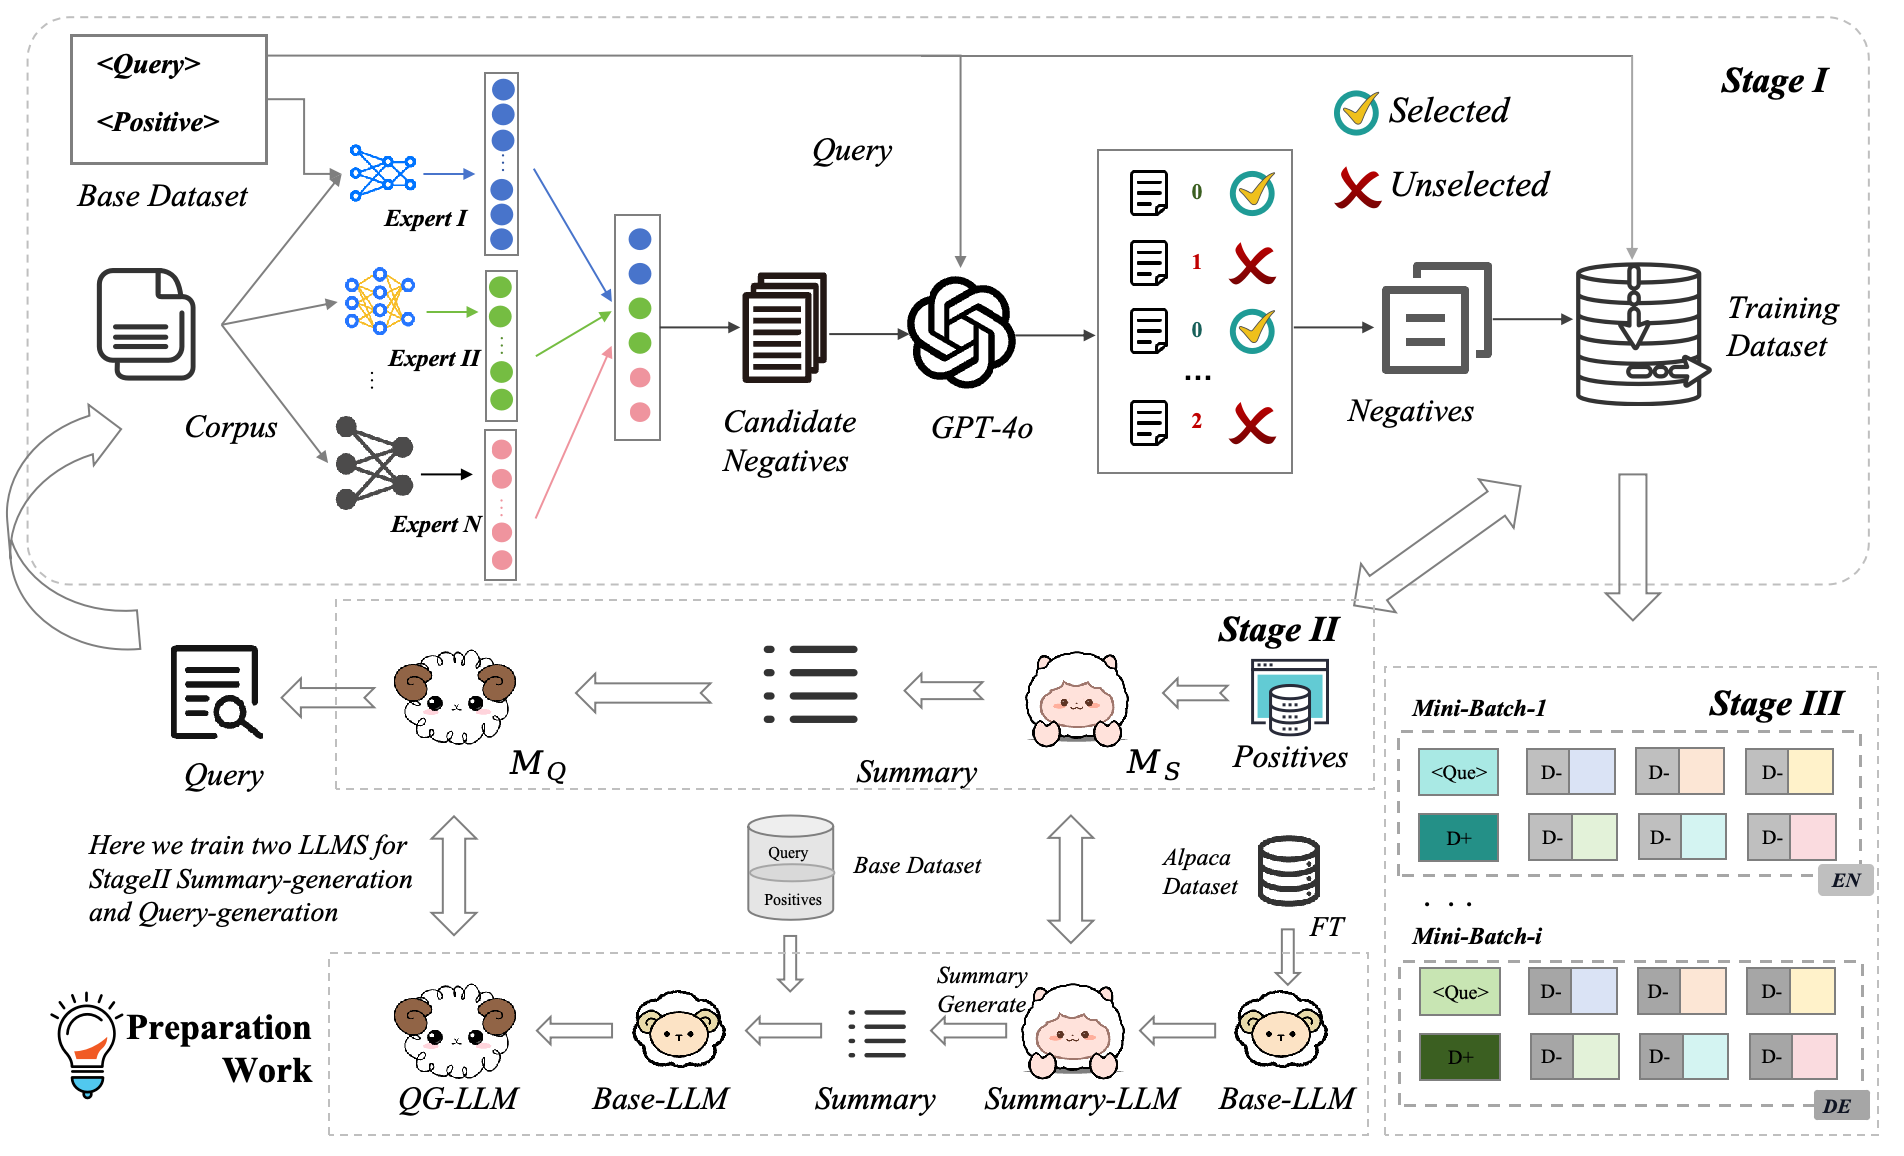 <Query>
<Positive>
Base Dataset
Stage I
Selected
Unselected
Query
Expert I
Expert II
Expert N
Corpus
Candidate
Negatives
GPT-4o
0
1
0
...
2
Negatives
Training
Dataset
Stage II
Query
M Q
Summary
M S
Positives
Here we train two LLMS for
StageII Summary-generation
and Query-generation
Query
Positives
Base Dataset
Alpaca
Dataset
FT
Preparation
Work
Summary
Generate
QG-LLM
Base-LLM
Summary
Summary-LLM
Base-LLM
Stage III
Mini-Batch-1
<Que> D- D- D-
D+ D- D- D-
EN
. . .
Mini-Batch-i
<Que> D- D- D-
D+ D- D- D-
DE